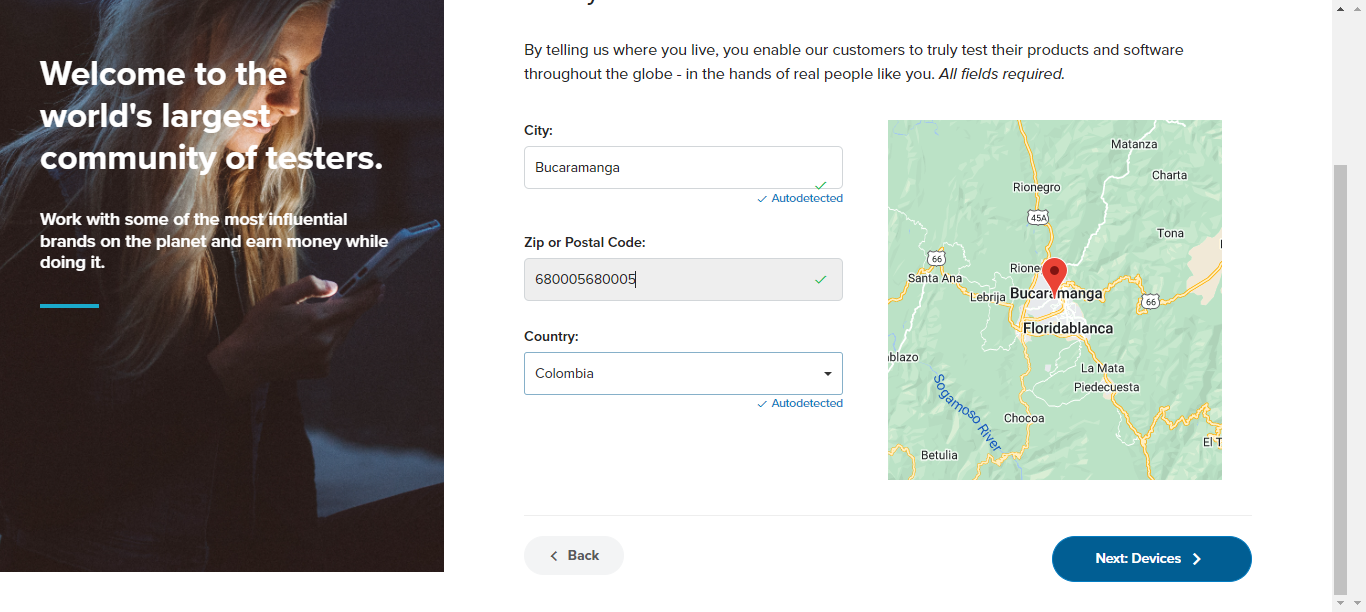 Welcome to the
world's largest
community of testers.
Work with some of the most influential
brands on the planet and earn money while
doing it.
By telling us where you live, you enable our customers to truly test their products and software
throughout the globe - in the hands of real people like you. All fields required.
City:
Bucaramanga
Autodetected
Zip or Postal Code:
680005680005
Country:
Colombia
Autodetected
Matanza
Charta
Rionegro
45A
Tona
66
Santa Ana
Rione
Lebrija
Bucaramanga
66
Floridablanca
ablazo
La Mata
Piedecuesta
Sogamoso River
Chocoa
El T
Betulia
Back
Next: Devices